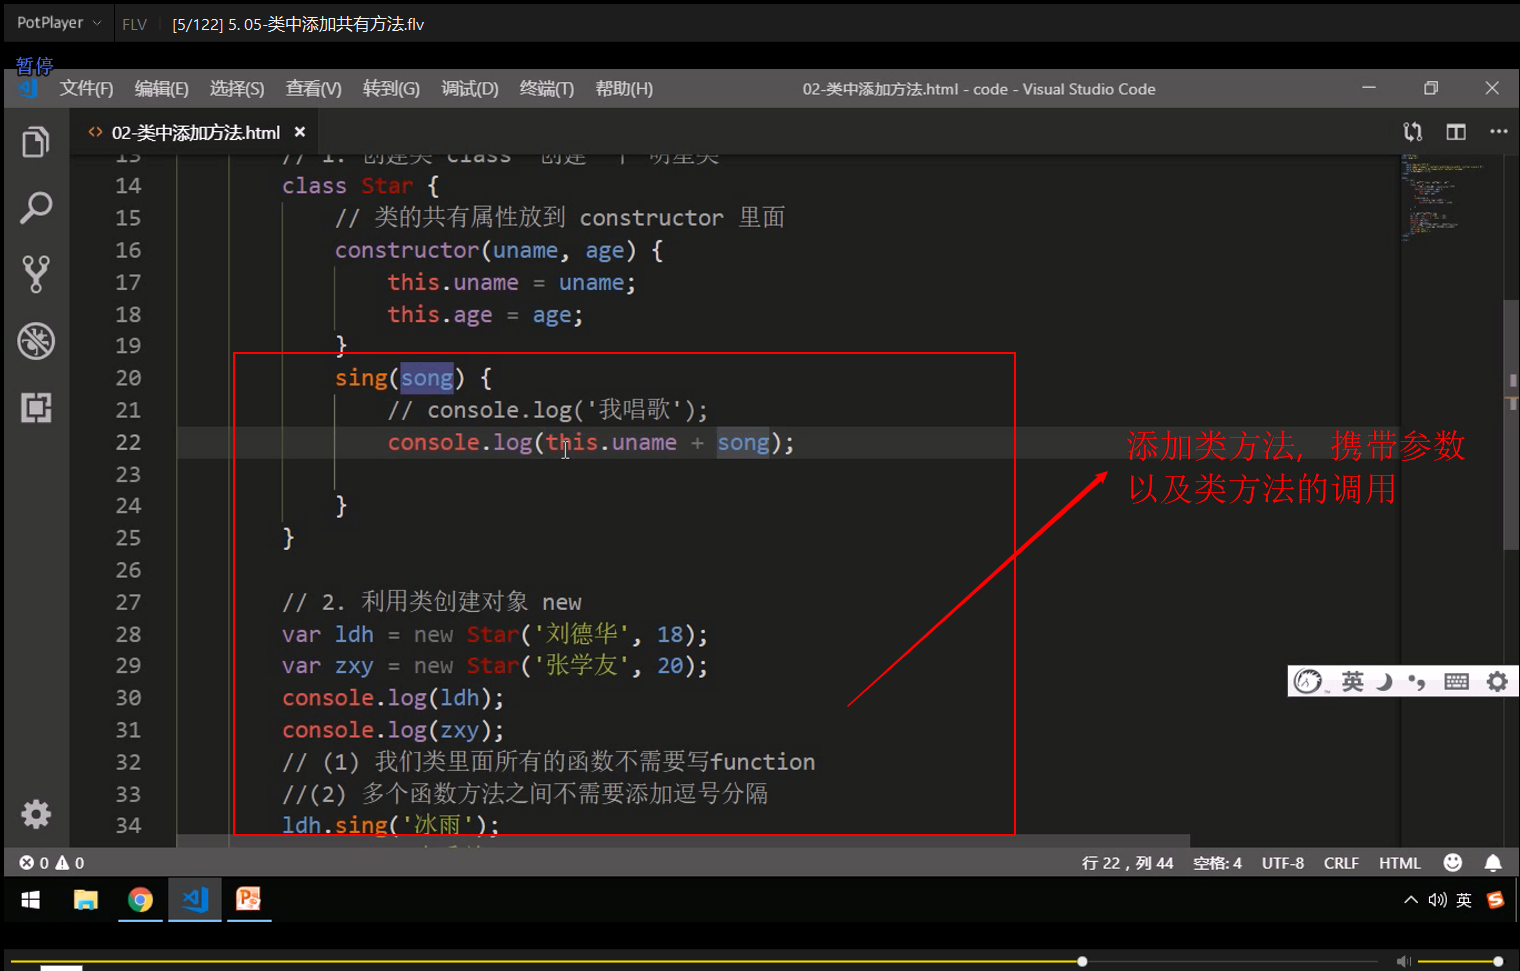 PotPlayer FLV [5/122] 5. 05-类中添加共有方法.flv
暂停
文件(F) 编辑(E) 选择(S) 查看(V) 转到(G) 调试(D) 终端(T) 帮助(H) 02-类中添加方法.html - code - Visual Studio Code
02-类中添加方法.html
13 // 1. 创建类 class 创建一个 明星类
14 class Star {
15 // 类的共有属性放到 constructor 里面
16 constructor(uname, age) {
17 this.uname = uname;
18 this.age = age;
19 }
20 sing(song) {
21 // console.log('我唱歌');
22 console.log(this.uname + song);
23
24 }
25 }
26
27 // 2. 利用类创建对象 new
28 var ldh = new Star('刘德华', 18);
29 var zxy = new Star('张学友', 20);
30 console.log(ldh);
31 console.log(zxy);
32 // (1) 我们类里面所有的函数不需要写function
33 //(2) 多个函数方法之间不需要添加逗号分隔
34 ldh.sing('冰雨');
添加类方法, 携带参数
以及类方法的调用
英
0 0 行 22，列 44 空格: 4 UTF-8 CRLF HTML
英